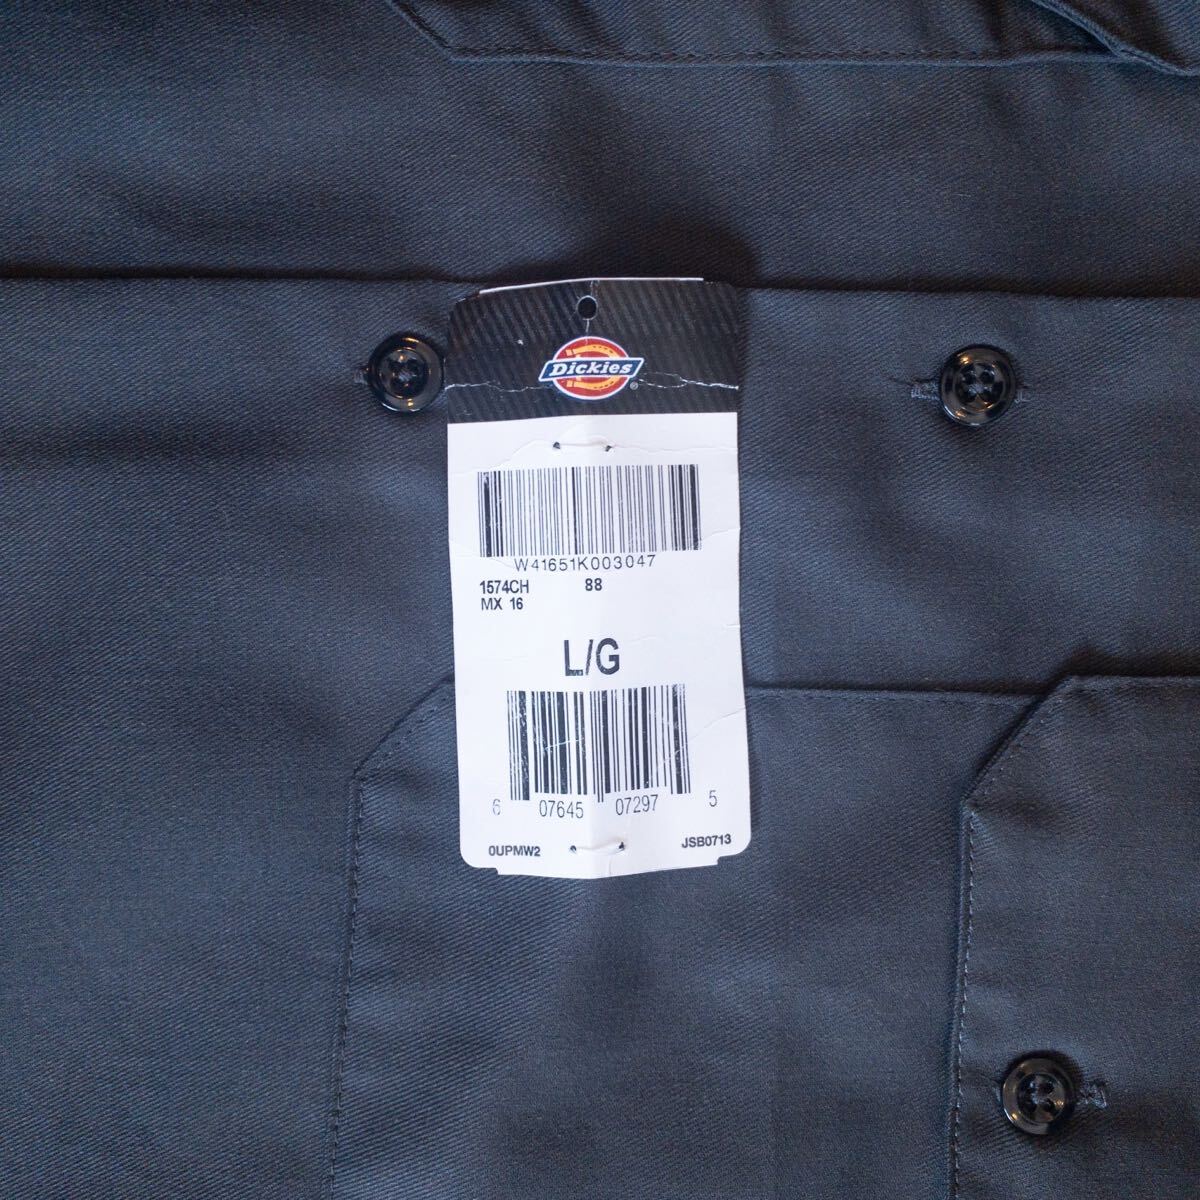 Dickies
®
W41651K003047
1574CH 88
MX 16
L/G
6 07645 07297 5
0UPMW2 JSB0713